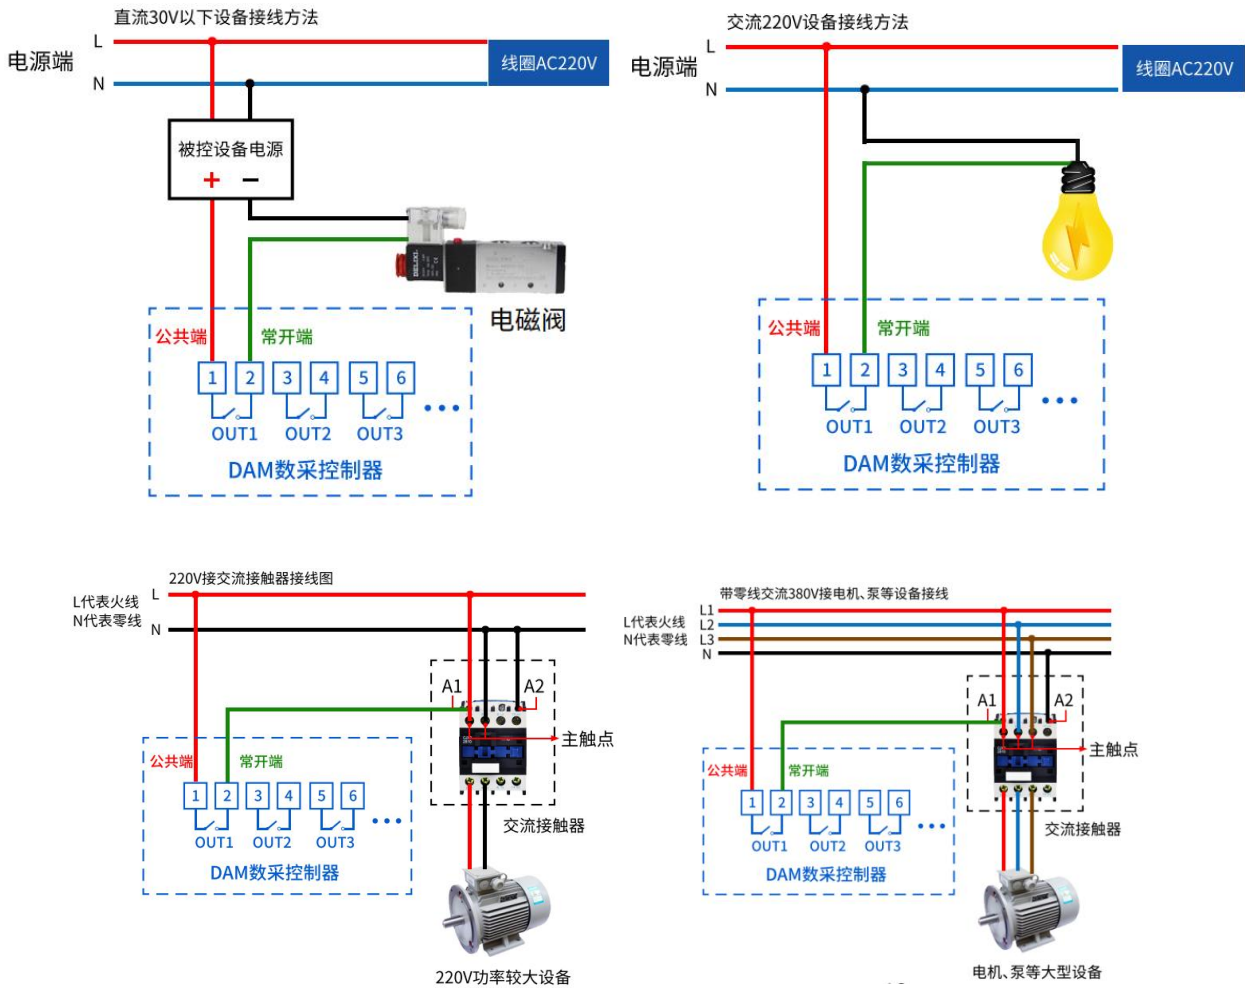 直流30V以下设备接线方法
L
电源端
N
线圈AC220V
被控设备电源
+ −
DELIXI
电磁阀
公共端
常开端
1 2 3 4 5 6
OUT1 OUT2 OUT3
DAM数采控制器
交流220V设备接线方法
L
电源端
N
线圈AC220V
公共端
常开端
1 2 3 4 5 6
OUT1 OUT2 OUT3
DAM数采控制器
220V接交流接触器接线图
L代表火线
N代表零线
L
N
A1
A2
主触点
公共端
常开端
1 2 3 4 5 6
OUT1 OUT2 OUT3
DAM数采控制器
交流接触器
220V功率较大设备
带零线交流380V接电机、泵等设备接线
L代表火线
N代表零线
L1
L2
L3
N
A1
A2
主触点
公共端
常开端
1 2 3 4 5 6
OUT1 OUT2 OUT3
DAM数采控制器
交流接触器
电机、泵等大型设备